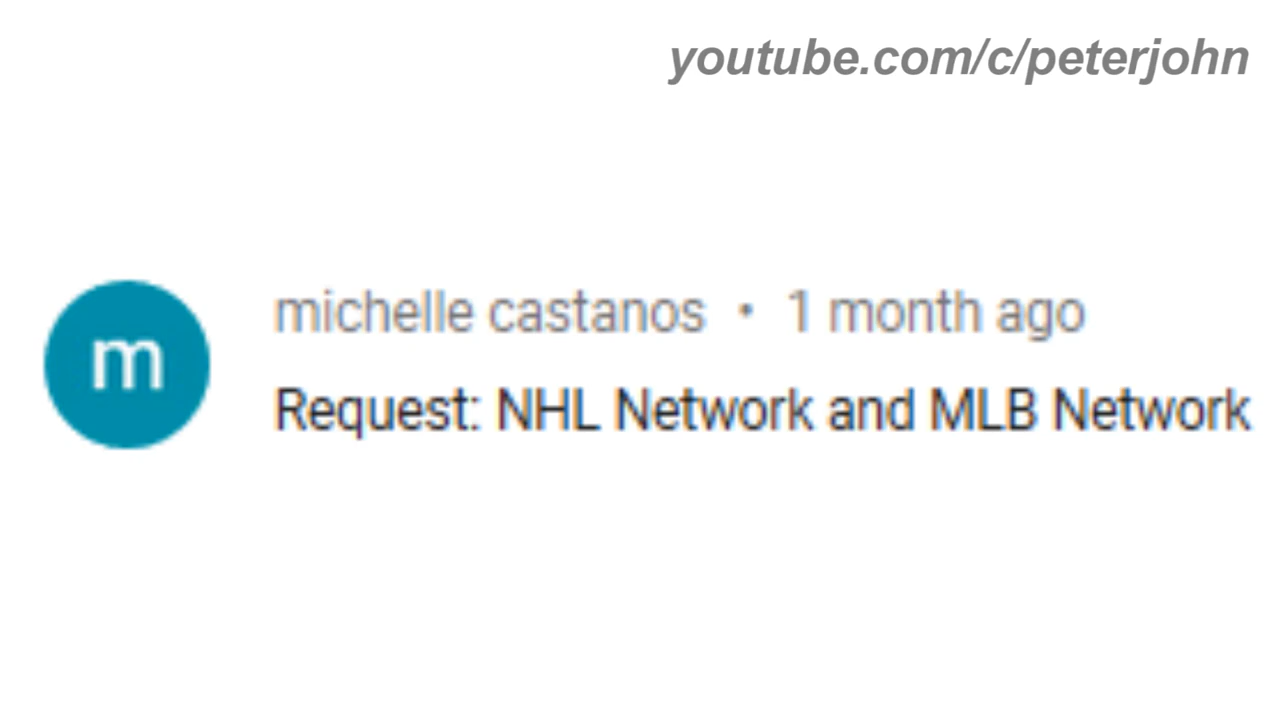 youtube.com/c/peterjohn
m
michelle castanos • 1 month ago
Request: NHL Network and MLB Network